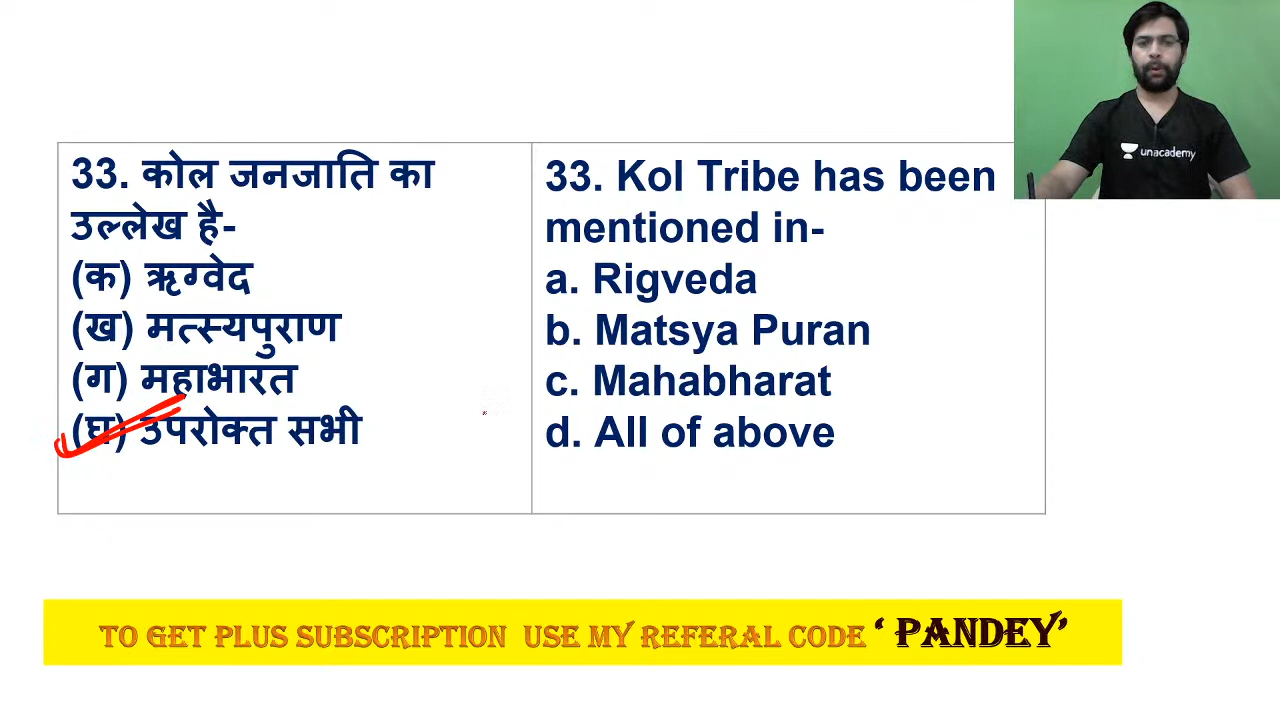 unacademy
33. कोल जनजाति का
उल्लेख है-
(क) ऋग्वेद
(ख) मत्स्यपुराण
(ग) महाभारत
(घ) उपरोक्त सभी
33. Kol Tribe has been
mentioned in-
a. Rigveda
b. Matsya Puran
c. Mahabharat
d. All of above
TO GET PLUS SUBSCRIPTION USE MY REFERAL CODE ‘ PANDEY’